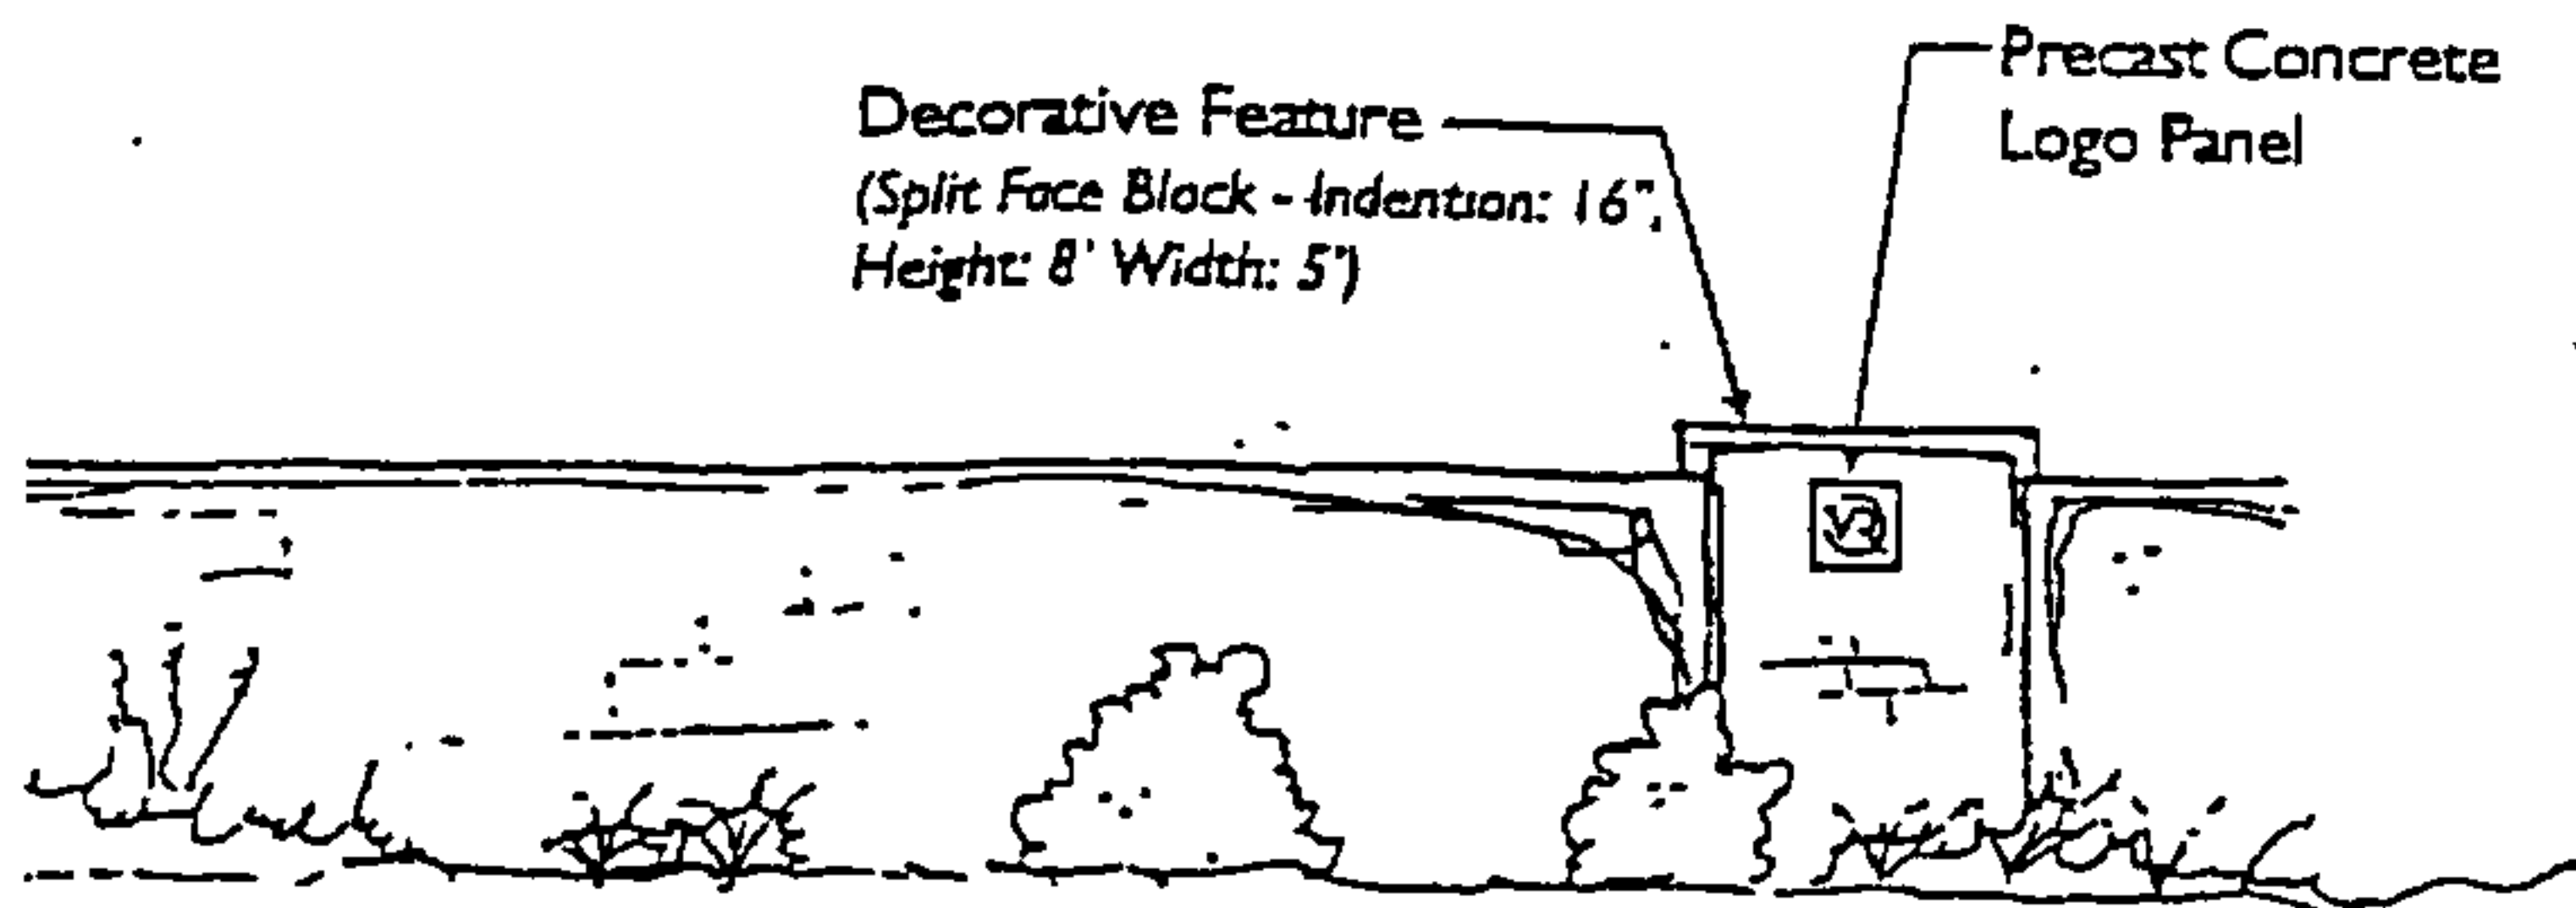 Precast Concrete
Logo Panel
Decorative Feature
(Split Face Block - Indention: 16",
Height: 8' Width: 5')